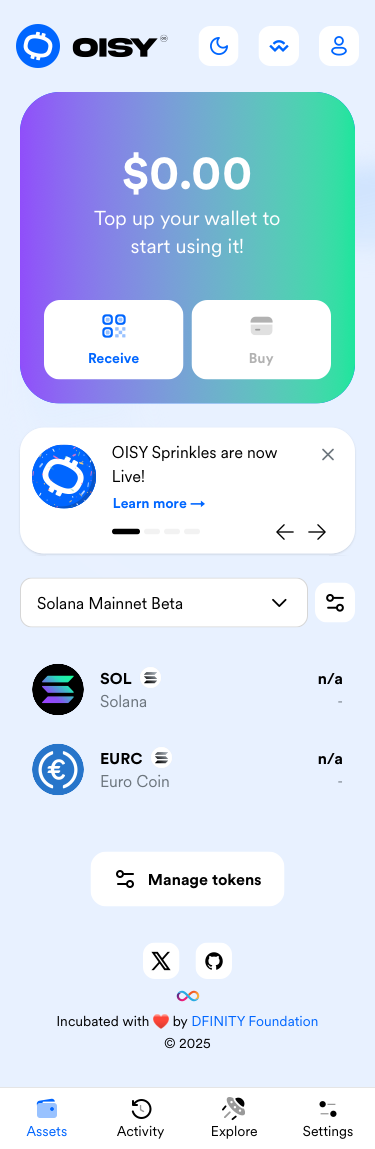 OISY
$0.00
Top up your wallet to
start using it!
Receive
Buy
OISY Sprinkles are now
Live!
Learn more →
Solana Mainnet Beta
SOL
n/a
Solana
-
EURC
n/a
Euro Coin
-
Manage tokens
Incubated with ❤️ by DFINITY Foundation
© 2025
Assets
Activity
Explore
Settings